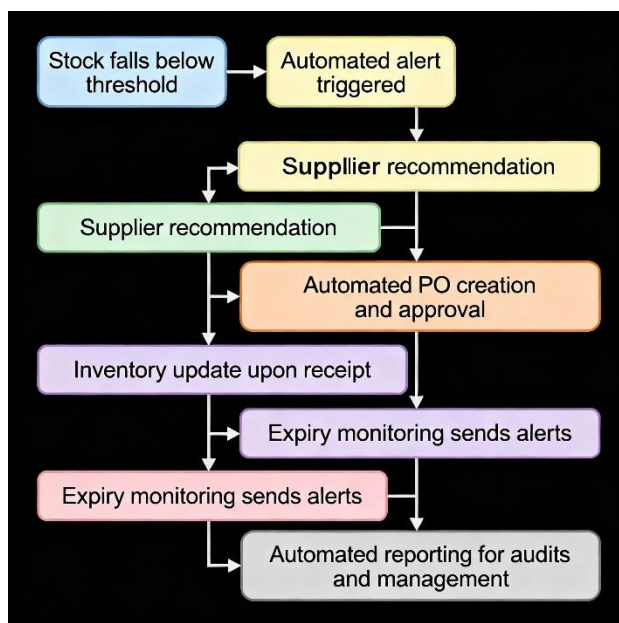 Stock falls below
threshold
Automated alert
triggered
Suppllier recommendation
Supplier recommendation
Automated PO creation
and approval
Inventory update upon receipt
Expiry monitoring sends alerts
Expiry monitoring sends alerts
Automated reporting for audits
and management